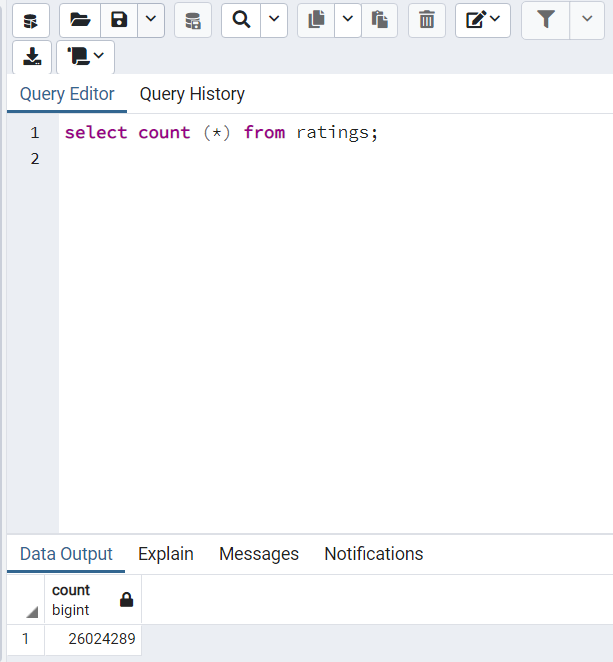 Query Editor Query History
1 select count (*) from ratings;
2
Data Output Explain Messages Notifications
count
bigint
1 26024289